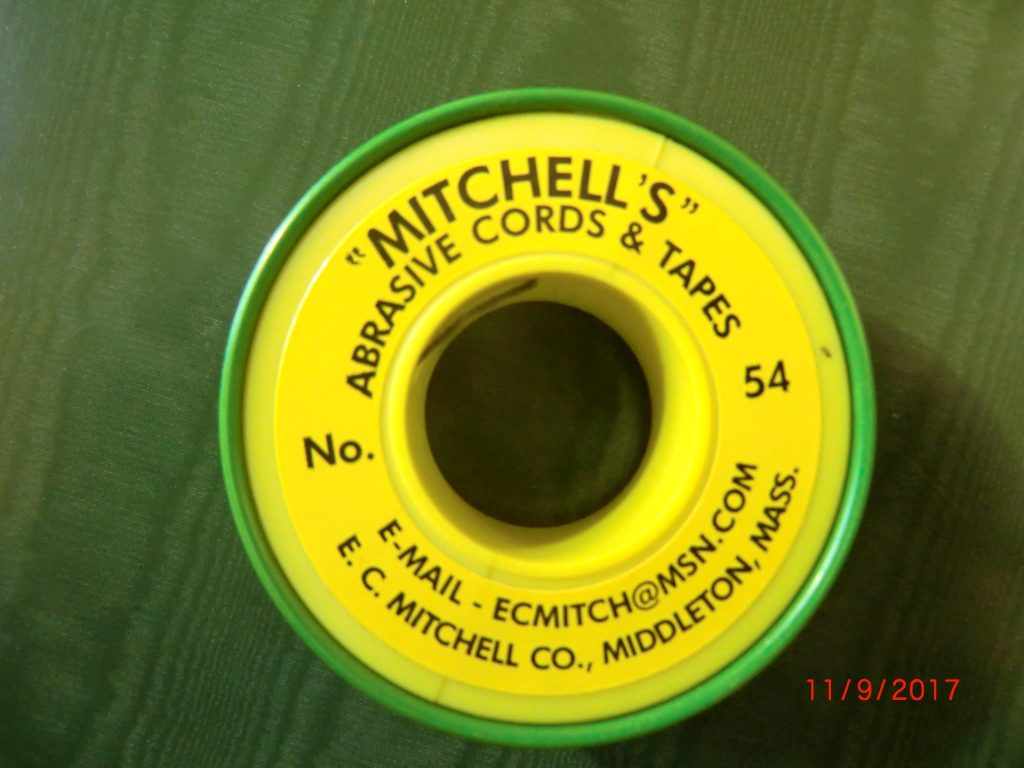 "MITCHELL'S"
ABRASIVE CORDS & TAPES
No. 54
E-MAIL - ECMITCH@MSN.COM
E. C. MITCHELL CO., MIDDLETON, MASS.
11/9/2017